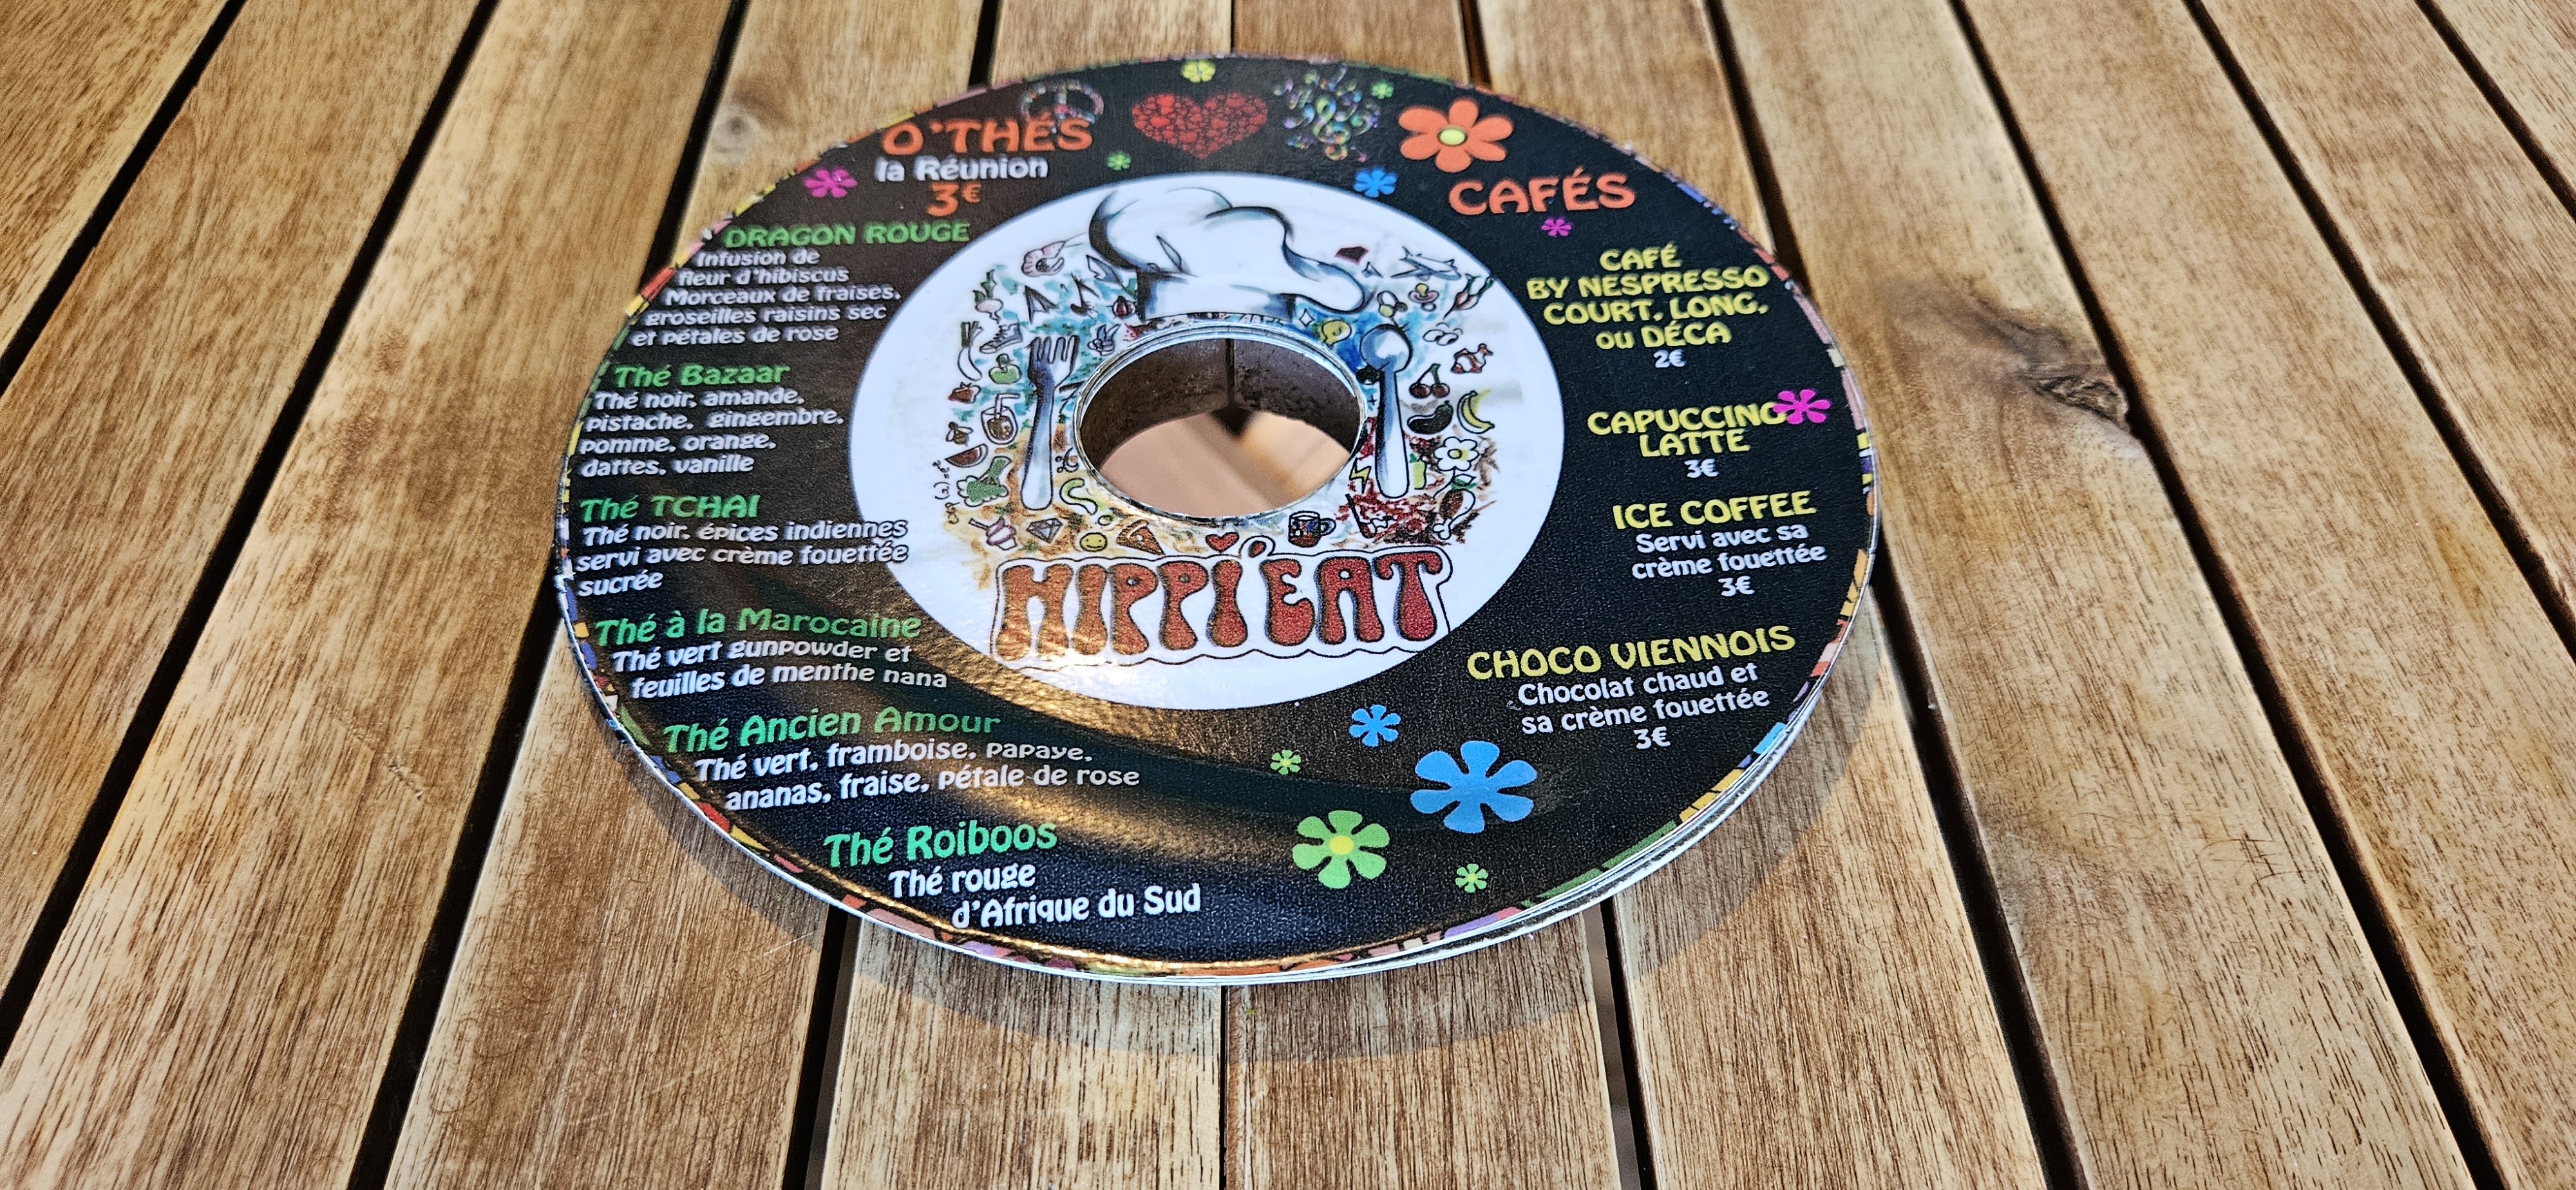 O'THÉS
la Réunion
3€
DRAGON ROUGE
Infusion de
fleur d'hibiscus
Morceaux de fraises,
groseilles raisins sec
et pétales de rose
Thé Bazaar
Thé noir, amande,
pistache, gingembre,
pomme, orange,
dattes, vanille
Thé TCHAI
Thé noir, épices indiennes
servi avec crème fouettée
sucrée
Thé à la Marocaine
Thé vert gunpowder et
feuilles de menthe nana
Thé Ancien Amour
Thé vert, framboise, papaye,
ananas, fraise, pétale de rose
Thé Roiboos
Thé rouge
d'Afrique du Sud
HIPPI'EAT
CAFÉS
CAFÉ
BY NESPRESSO
COURT, LONG,
ou DÉCA
2€
CAPUCCINO
LATTE
3€
ICE COFFEE
Servi avec sa
crème fouettée
3€
CHOCO VIENNOIS
Chocolat chaud et
sa crème fouettée
3€